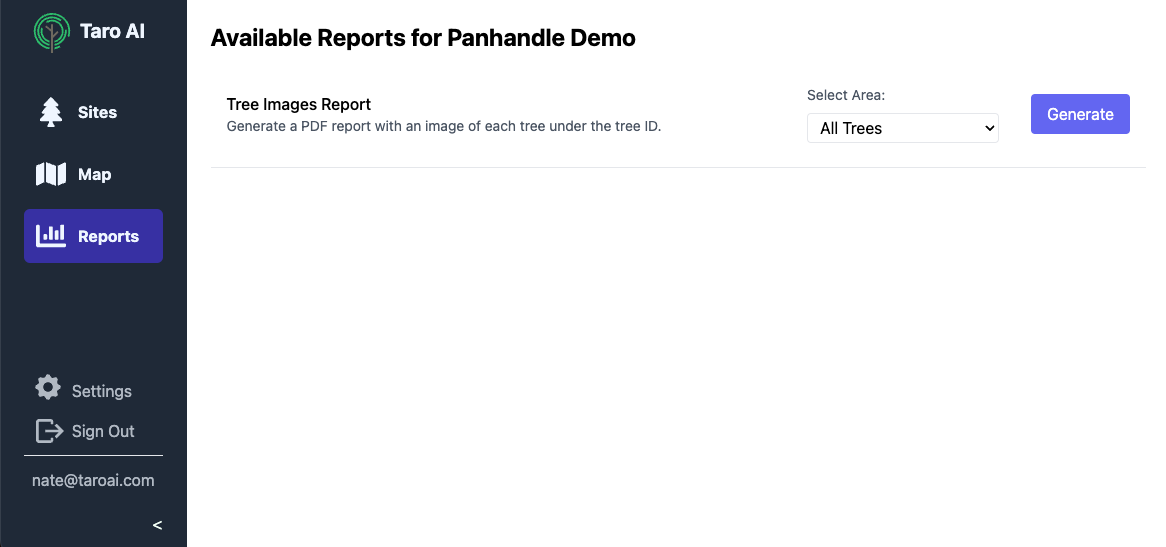 Taro AI
Sites
Map
Reports
Settings
Sign Out
nate@taroai.com
<
Available Reports for Panhandle Demo
Tree Images Report
Generate a PDF report with an image of each tree under the tree ID.
Select Area:
All Trees
Generate